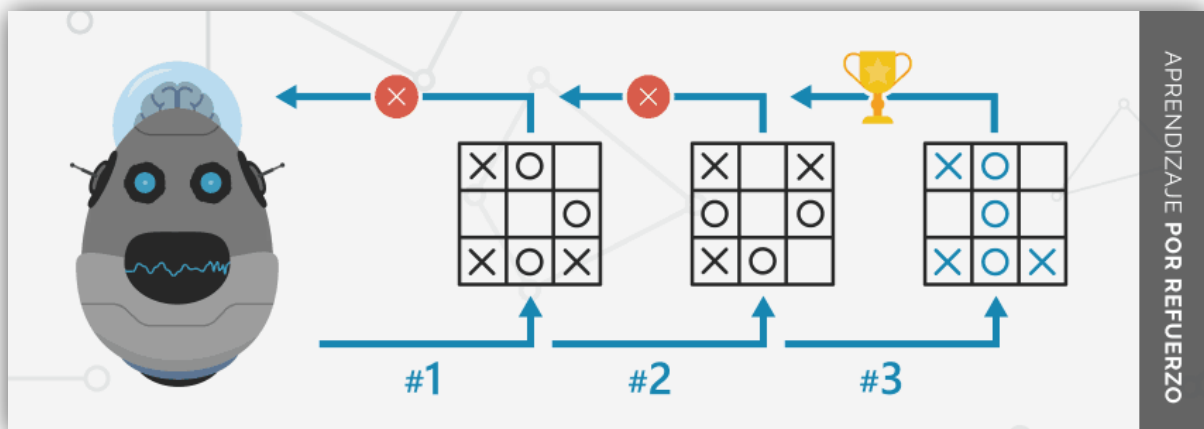 #1
#2
#3
X O
O
X O X
X X
O O
X O
X O
O
X O X
APRENDIZAJE POR REFUERZO